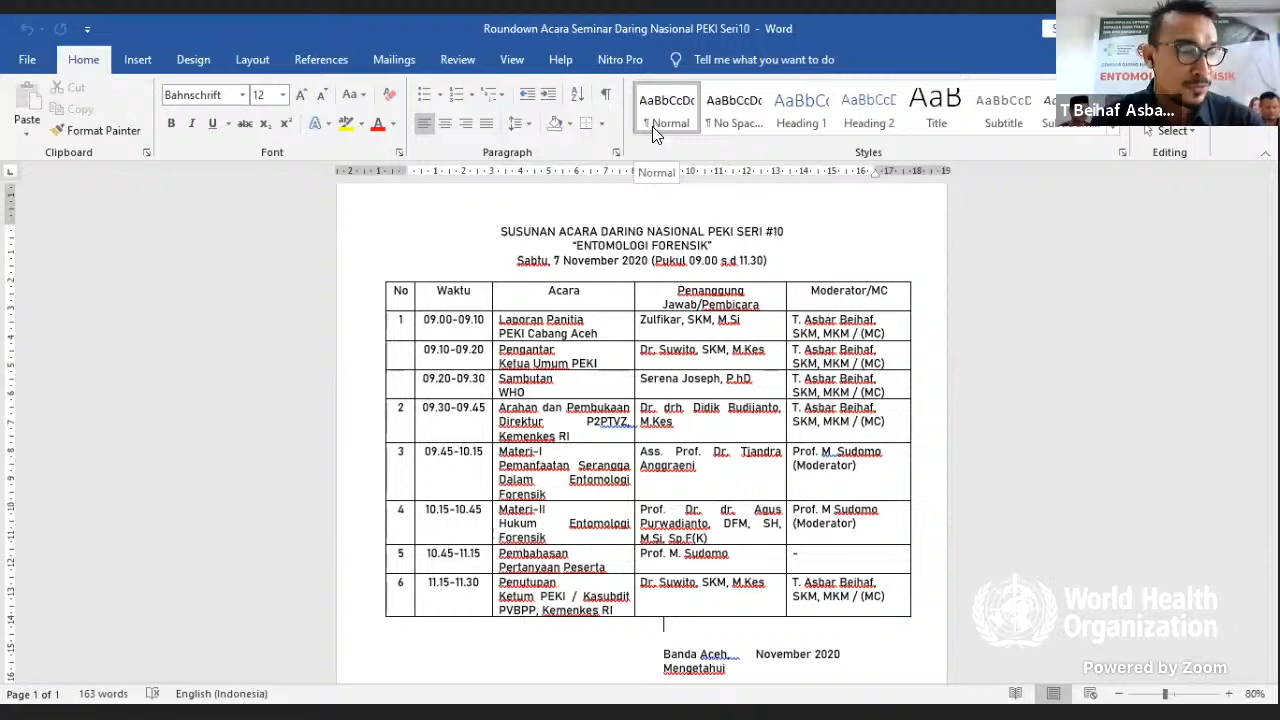 Roundown Acara Seminar Daring Nasional PEKI Seri10 - Word
File Home Insert Design Layout References Mailings Review View Help Nitro Pro Tell me what you want to do
Paste
Cut
Copy
Format Painter
Clipboard
Bahnschrift 12
Font
Paragraph
AaBbCcDc AaBbCcDc AaBbCc AaBbCcD AaB
¶ Normal ¶ No Spac... Heading 1 Heading 2 Title Subtitle
Styles
Select
Editing
ENTOMO
T Beihaf Asba...
Normal
SUSUNAN ACARA DARING NASIONAL PEKI SERI #10
"ENTOMOLOGI FORENSIK"
Sabtu, 7 November 2020 (Pukul 09.00 s.d 11.30)
No Waktu Acara Penanggung Jawab/Pembicara Moderator/MC
1 09.00-09.10 Laporan Panitia Zulfikar, SKM, M.Si T. Asbar Beihaf,
PEKI Cabang Aceh SKM, MKM / (MC)
09.10-09.20 Pengantar Dr. Suwito, SKM, M.Kes T. Asbar Beihaf,
Ketua Umum PEKI SKM, MKM / (MC)
09.20-09.30 Sambutan Serena Joseph, P.hD T. Asbar Beihaf,
WHO SKM, MKM / (MC)
2 09.30-09.45 Arahan dan Pembukaan Dr. drh. Didik Budijanto, T. Asbar Beihaf,
Direktur P2PTVZ, M.Kes SKM, MKM / (MC)
Kemenkes RI
3 09.45-10.15 Materi-I Ass. Prof. Dr. Tjandra Prof. M. Sudomo
Pemanfaatan Serangga Anggraeni (Moderator)
Dalam Entomologi
Forensik
4 10.15-10.45 Materi-II Prof. Dr. dr. Agus Prof. M Sudomo
Hukum Entomologi Purwadianto, DFM, SH, (Moderator)
Forensik M.Si, Sp.F(K)
5 10.45-11.15 Pembahasan Prof. M. Sudomo -
Pertanyaan Peserta
6 11.15-11.30 Penutupan Dr. Suwito, SKM, M.Kes T. Asbar Beihaf,
Ketum PEKI / Kasubdit SKM, MKM / (MC)
PVBPP, Kemenkes RI
Banda Aceh, November 2020
Mengetahui
World Health
Organization
Powered by Zoom
Page 1 of 1 163 words English (Indonesia) 80%